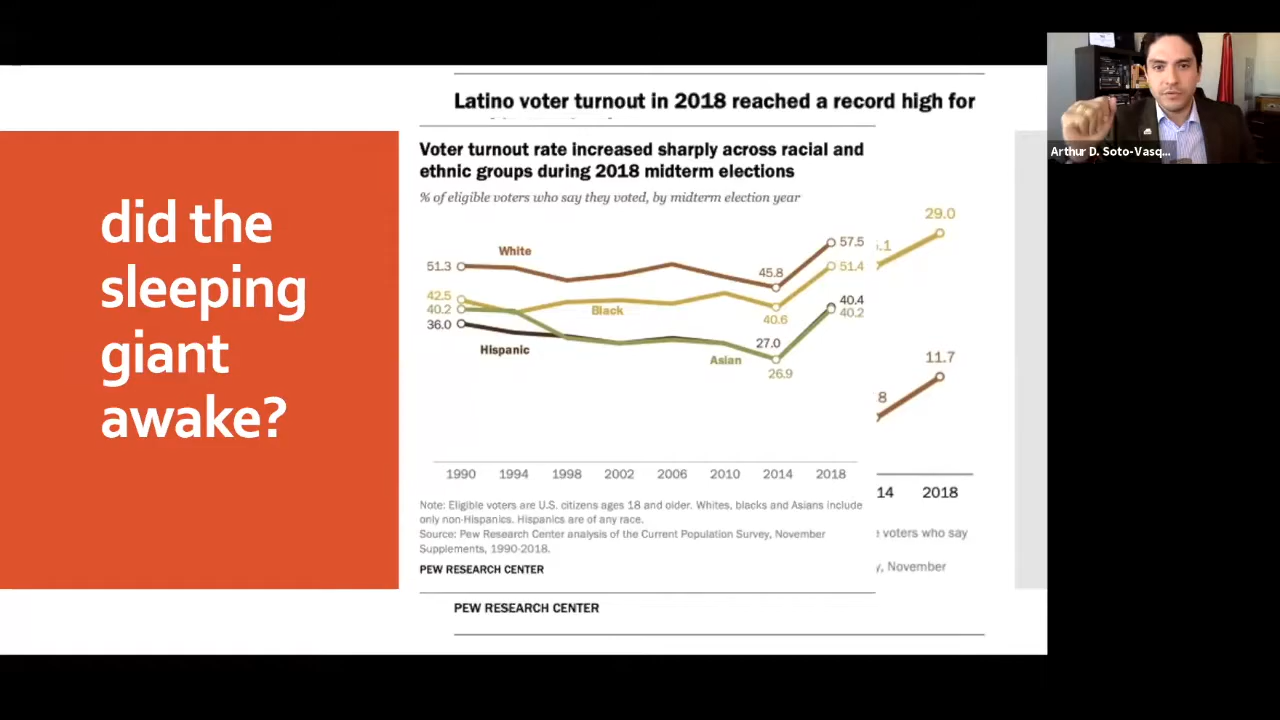 did the
sleeping
giant
awake?
Latino voter turnout in 2018 reached a record high for
Voter turnout rate increased sharply across racial and
ethnic groups during 2018 midterm elections
% of eligible voters who say they voted, by midterm election year
29.0
.1
White
57.5
51.3
45.8
51.4
42.5
40.2
Black
40.6
40.4
40.2
36.0
Hispanic
27.0
Asian
26.9
11.7
8
1990 1994 1998 2002 2006 2010 2014 2018
14 2018
Note: Eligible voters are U.S. citizens ages 18 and older. Whites, blacks and Asians include
only non-Hispanics. Hispanics are of any race.
Source: Pew Research Center analysis of the Current Population Survey, November
Supplements, 1990-2018.
PEW RESEARCH CENTER
voters who say
y, November
PEW RESEARCH CENTER
Arthur D. Soto-Vasq...